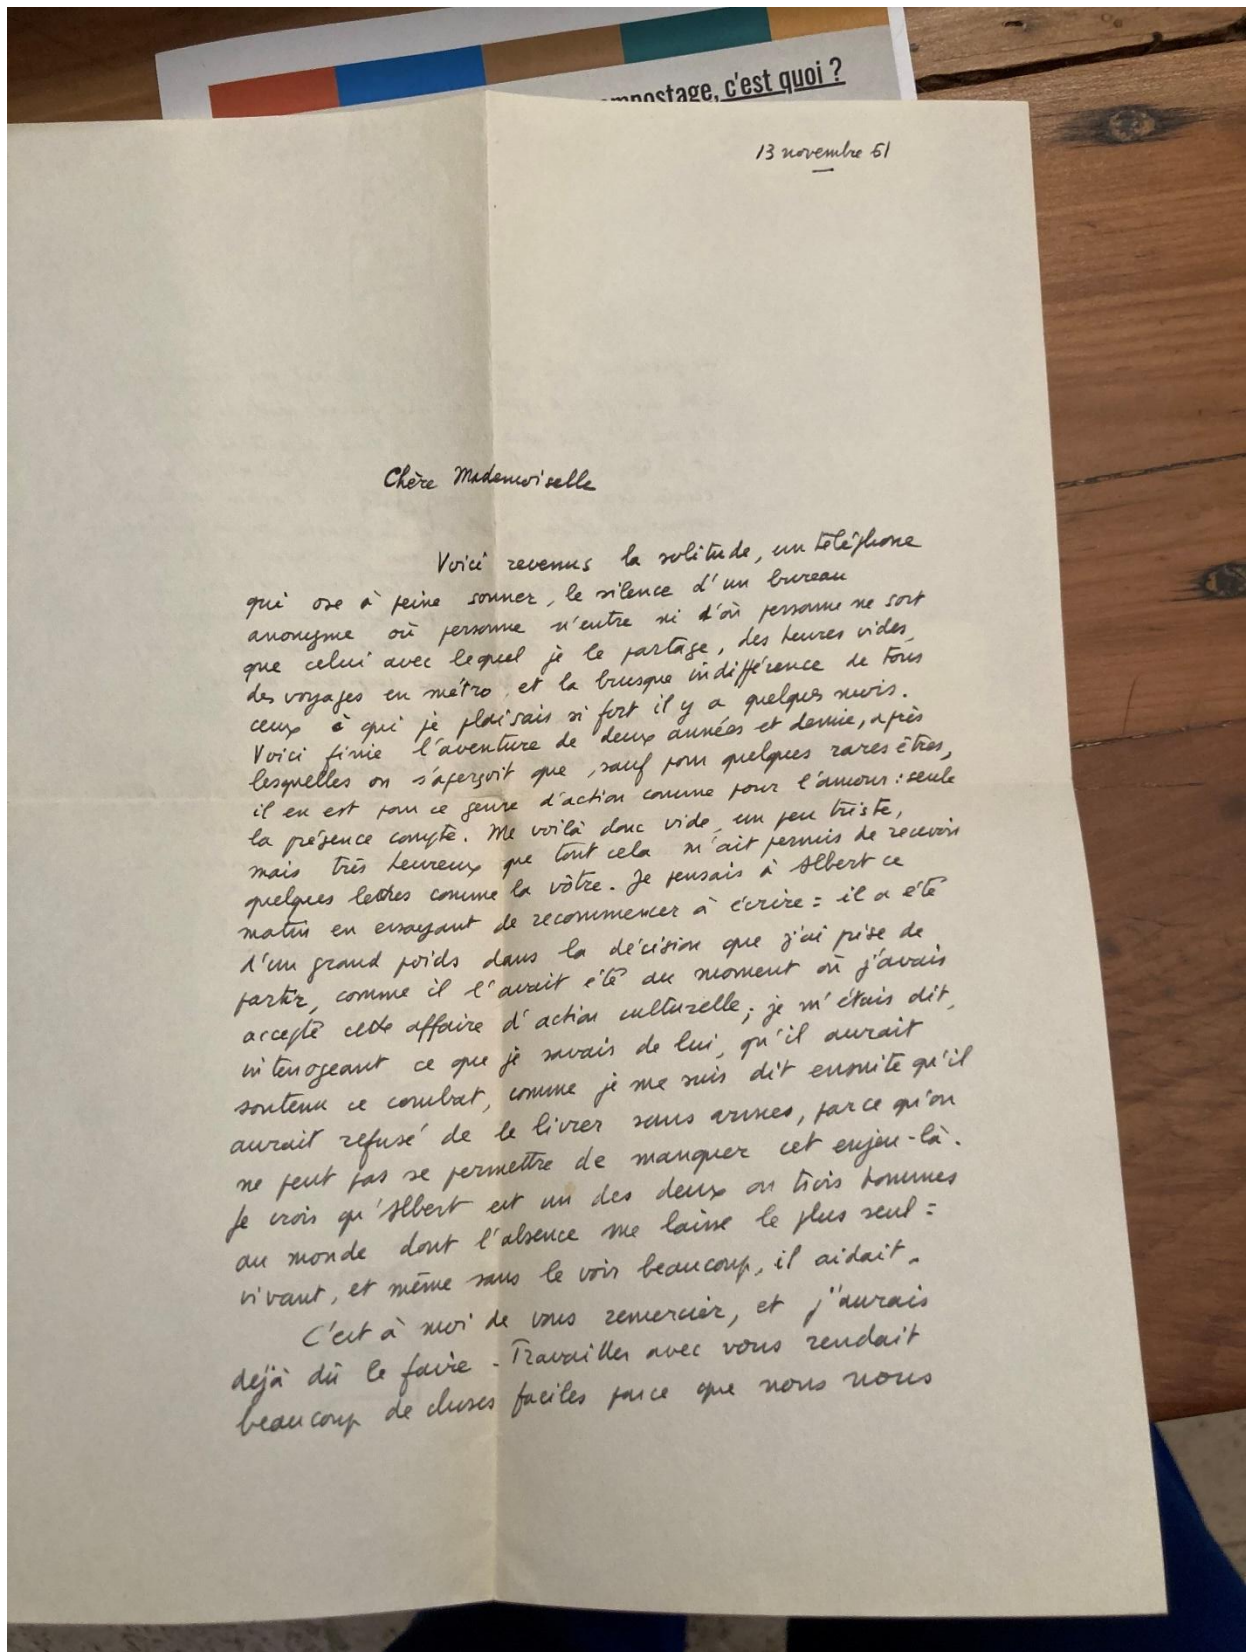 mpostage, c'est quoi ?
13 novembre 61
Chère Mademoiselle
Voici revenus la solitude, un téléphone
qui ose à peine sonner, le silence d'un bureau
anonyme où personne n'entre ni d'où personne ne sort
que celui avec lequel je le partage, des heures vides,
des voyages en métro, et la brusque indifférence de tous
ceux à qui je plaisais si fort il y a quelques mois.
Voici finie l'aventure de deux années et demie, après
lesquelles on s'aperçoit que, sauf pour quelques rares êtres,
il en est pour ce genre d'action comme pour l'amour : seule
la présence compte. Me voilà donc vide, un peu triste,
mais très heureux que tout cela m'ait permis de recevoir
quelques lettres comme la vôtre. Je pensais à Albert ce
matin en essayant de recommencer à écrire : il a été
d'un grand poids dans la décision que j'ai prise de
partir, comme il l'avait été au moment où j'avais
accepté cette affaire d'action culturelle ; je m'étais dit,
interrogeant ce que je savais de lui, qu'il aurait
soutenu ce combat, comme je me suis dit ensuite qu'il
aurait refusé de le livrer sans armes, parce qu'on
ne peut pas se permettre de manquer cet enjeu-là.
Je crois qu'Albert est un des deux ou trois hommes
au monde dont l'absence me laisse le plus seul :
vivant, et même sans le voir beaucoup, il aidait.
C'est à moi de vous remercier, et j'aurais
déjà dû le faire. Travailler avec vous rendait
beaucoup de choses faciles parce que nous nous